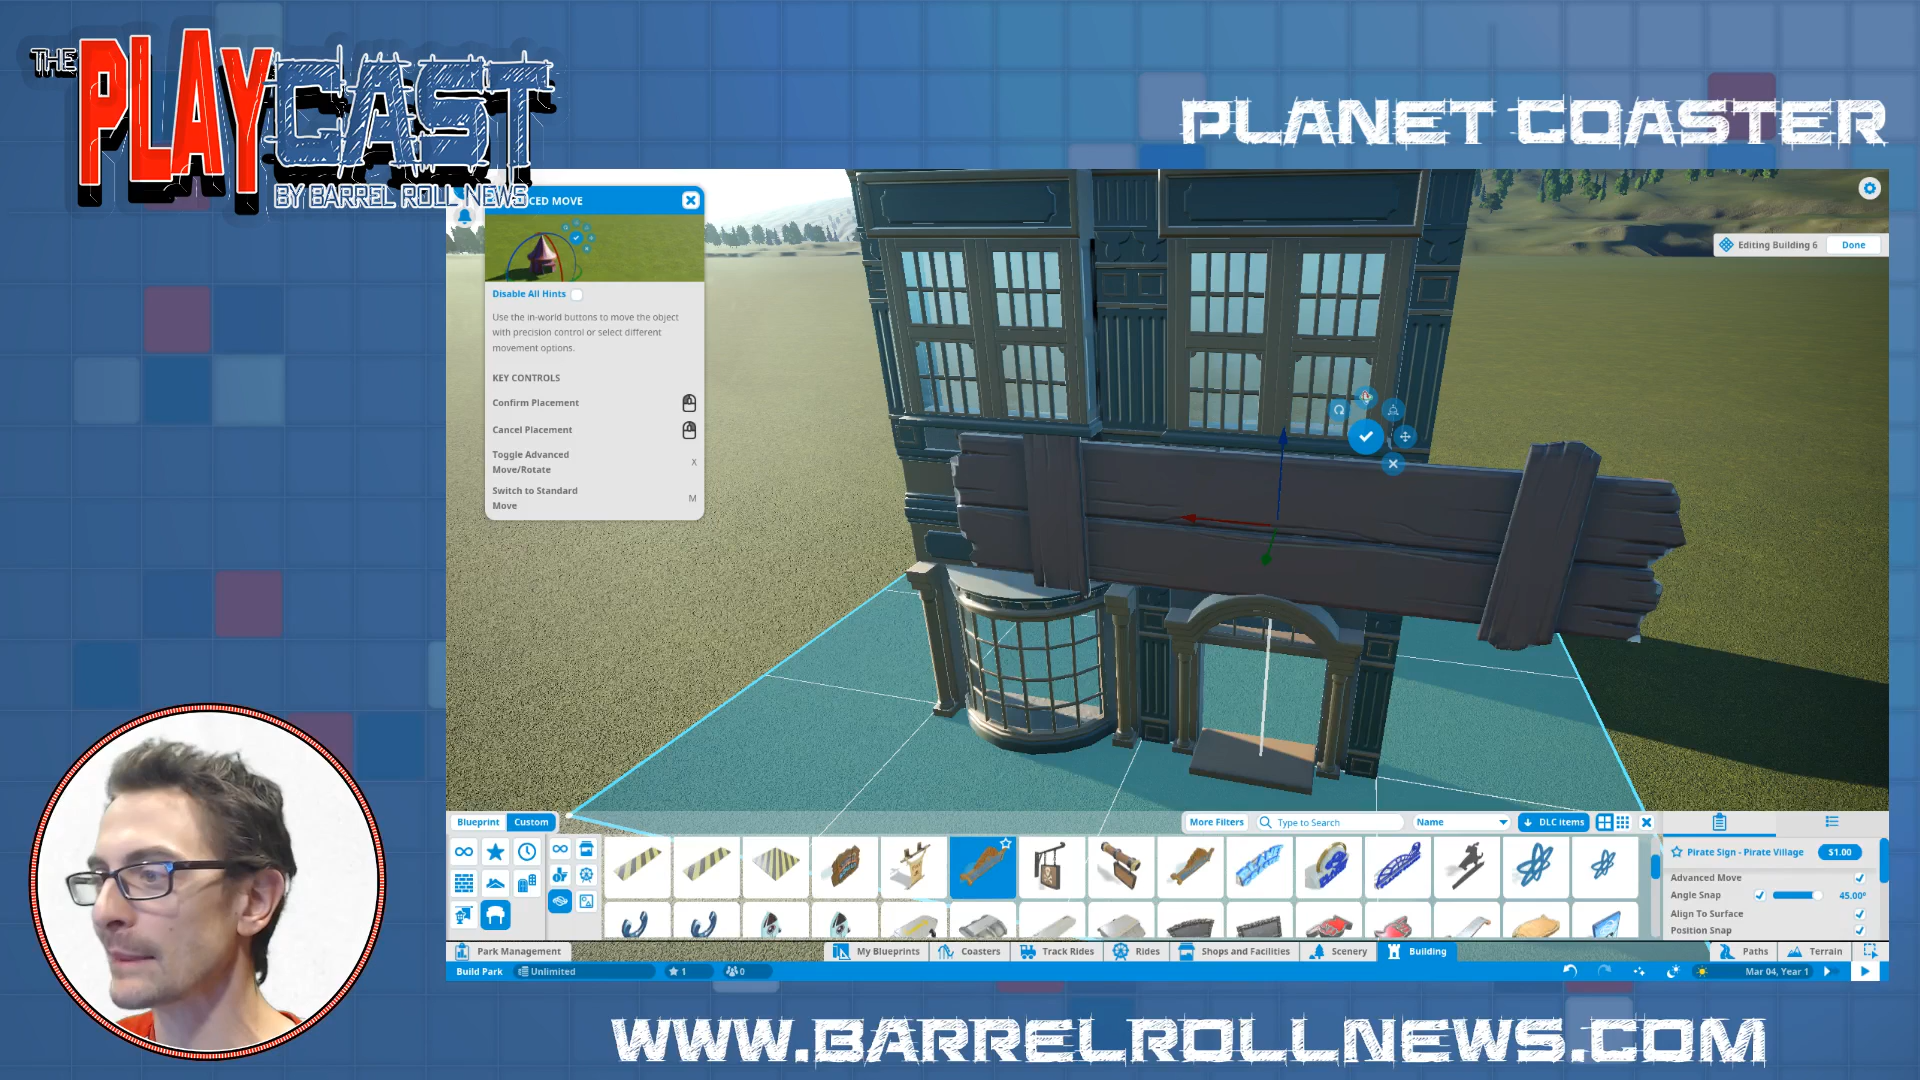 THE
PLAYCAST
BY BARREL ROLL NEWS
PLANET COASTER
CED MOVE
Disable All Hints
Use the in-world buttons to move the object
with precision control or select different
movement options.
KEY CONTROLS
Confirm Placement
Cancel Placement
Toggle Advanced
Move/Rotate
X
Switch to Standard
Move
M
Editing Building 6
Done
Blueprint
Custom
More Filters
Type to Search
Name
DLC items
Pirate Sign - Pirate Village
$1.00
Advanced Move
Angle Snap
45.00°
Align To Surface
Position Snap
Park Management
My Blueprints
Coasters
Track Rides
Rides
Shops and Facilities
Scenery
Building
Paths
Terrain
Build Park
Unlimited
1
0
Mar 04, Year 1
WWW.BARRELROLLNEWS.COM